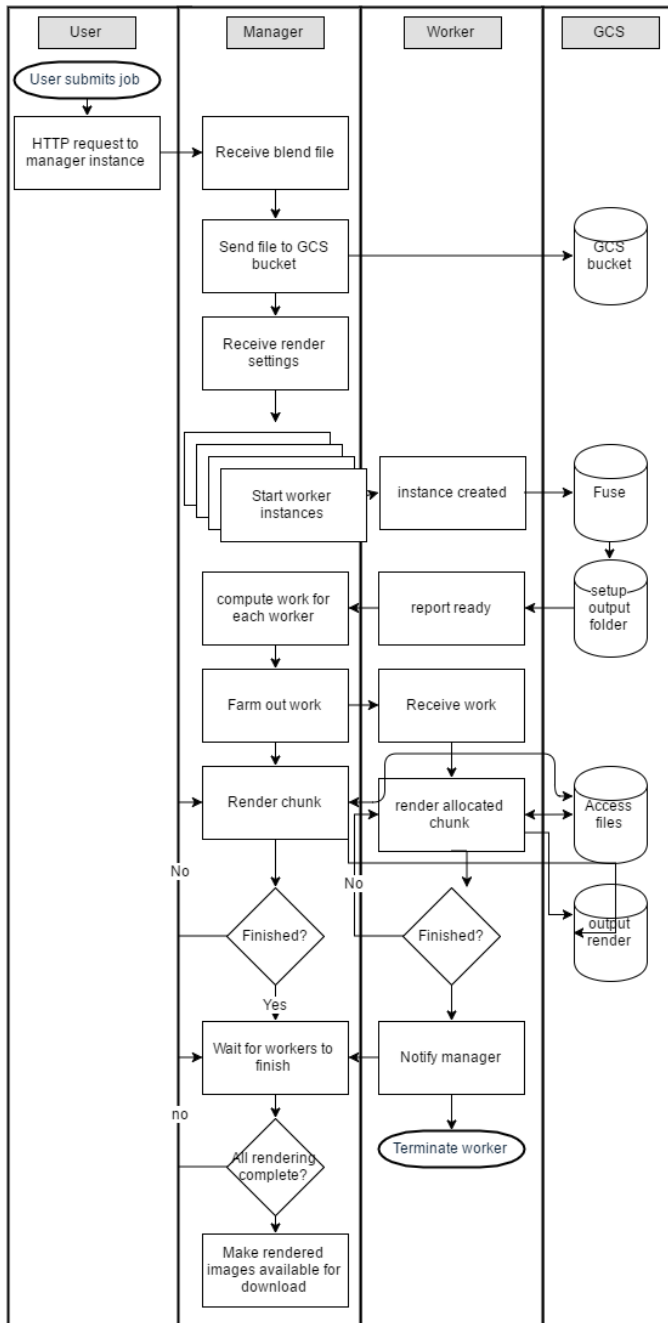 User
Manager
Worker
GCS
User submits job
HTTP request to
manager instance
Receive blend file
Send file to GCS
bucket
GCS
bucket
Receive render
settings
Start worker
instances
instance created
Fuse
compute work for
each worker
report ready
setup
output
folder
Farm out work
Receive work
Render chunk
render allocated
chunk
Access
files
No
No
Finished?
Finished?
output
render
Yes
Wait for workers to
finish
Notify manager
no
All rendering
complete?
Terminate worker
Make rendered
images available for
download